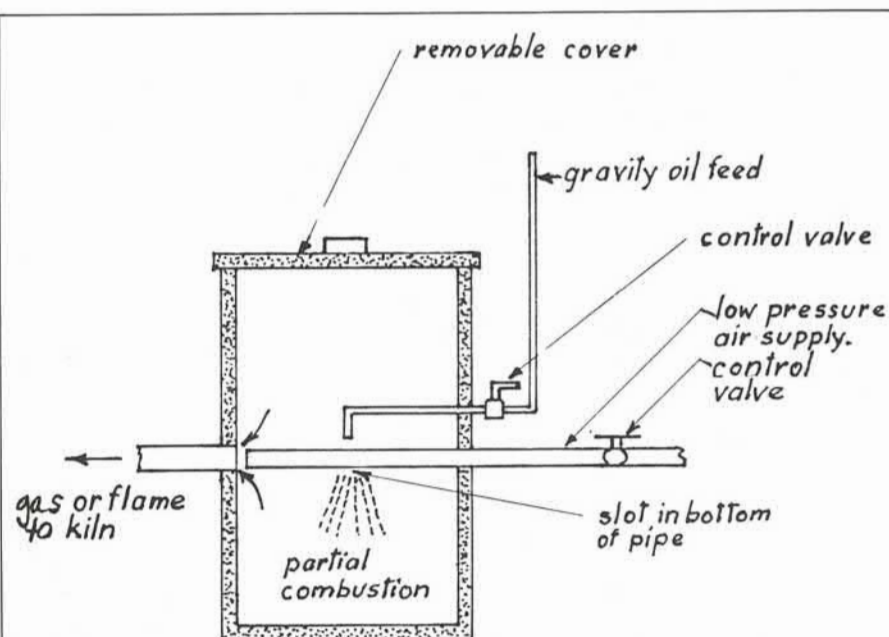 removable cover
gravity oil feed
control valve
low pressure
air supply.
control
valve
gas or flame
to kiln
slot in bottom
of pipe
partial
combustion